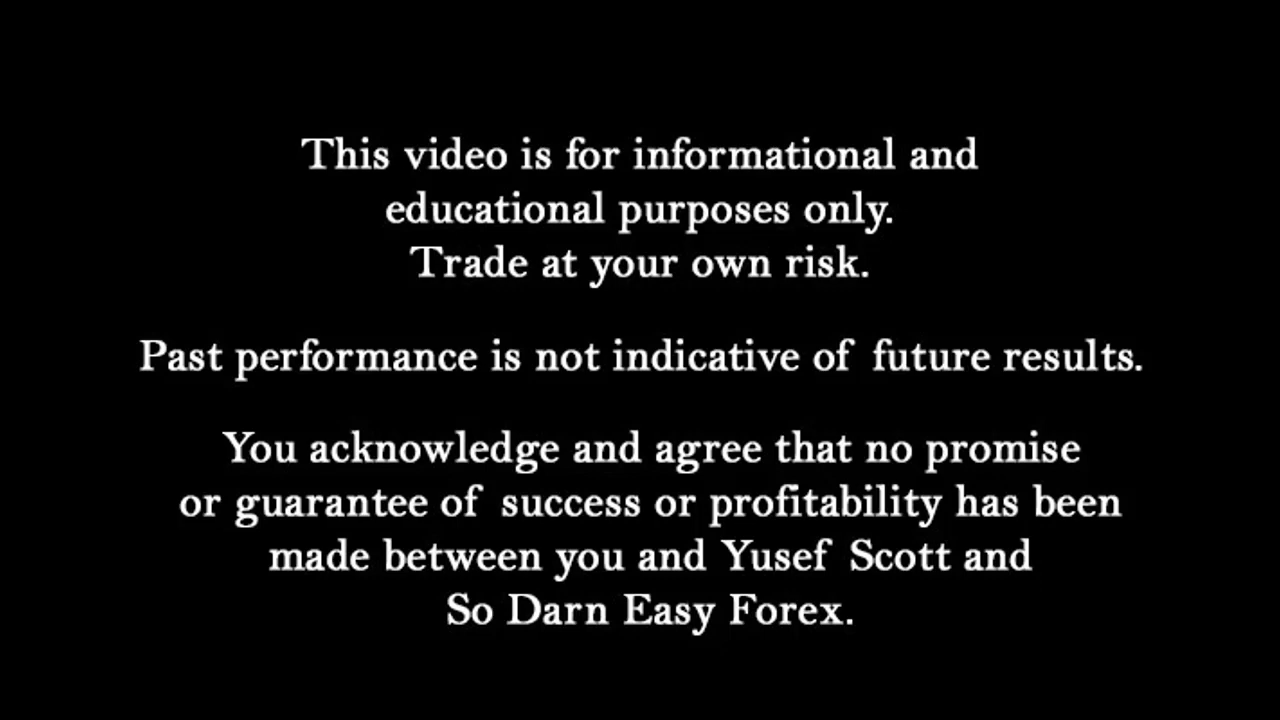 This video is for informational and
educational purposes only.
Trade at your own risk.
Past performance is not indicative of future results.
You acknowledge and agree that no promise
or guarantee of success or profitability has been
made between you and Yusef Scott and
So Darn Easy Forex.